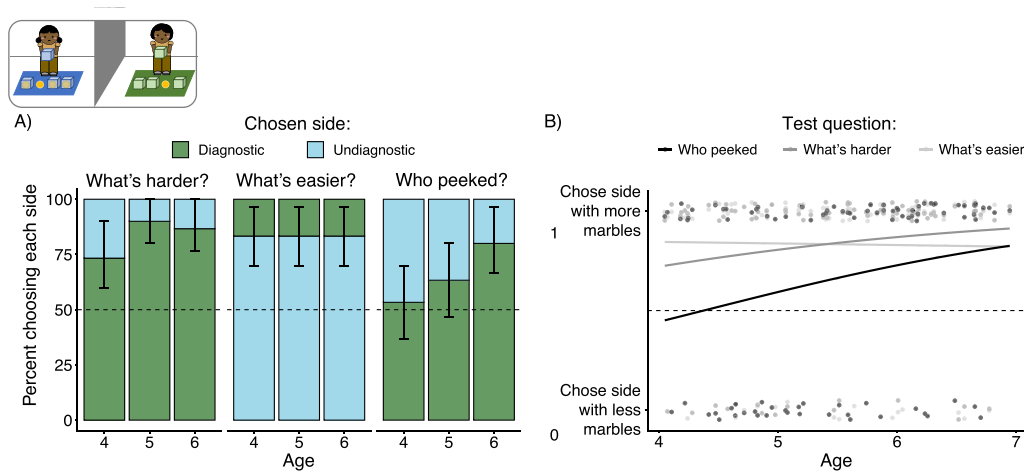 A)
Chosen side:
Diagnostic
Undiagnostic
What's harder?
What's easier?
Who peeked?
Percent choosing each side
100
75
50
25
0
4
5
6
4
5
6
4
5
6
Age
B)
Test question:
Who peeked
What's harder
What's easier
Chose side
with more
marbles
1
Chose side
with less
marbles
0
4
5
6
7
Age